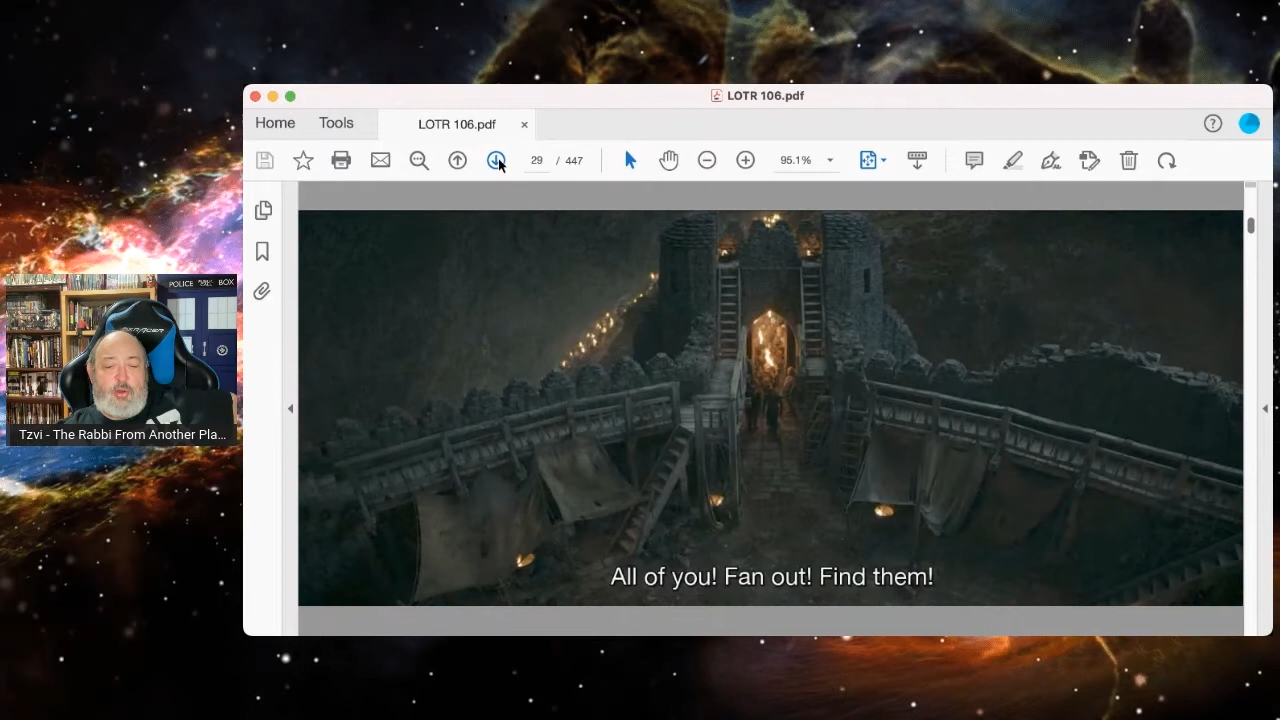 LOTR 106.pdf
Home
Tools
LOTR 106.pdf
29 / 447
95.1%
POLICE BOX
Tzvi - The Rabbi From Another Pla...
All of you! Fan out! Find them!